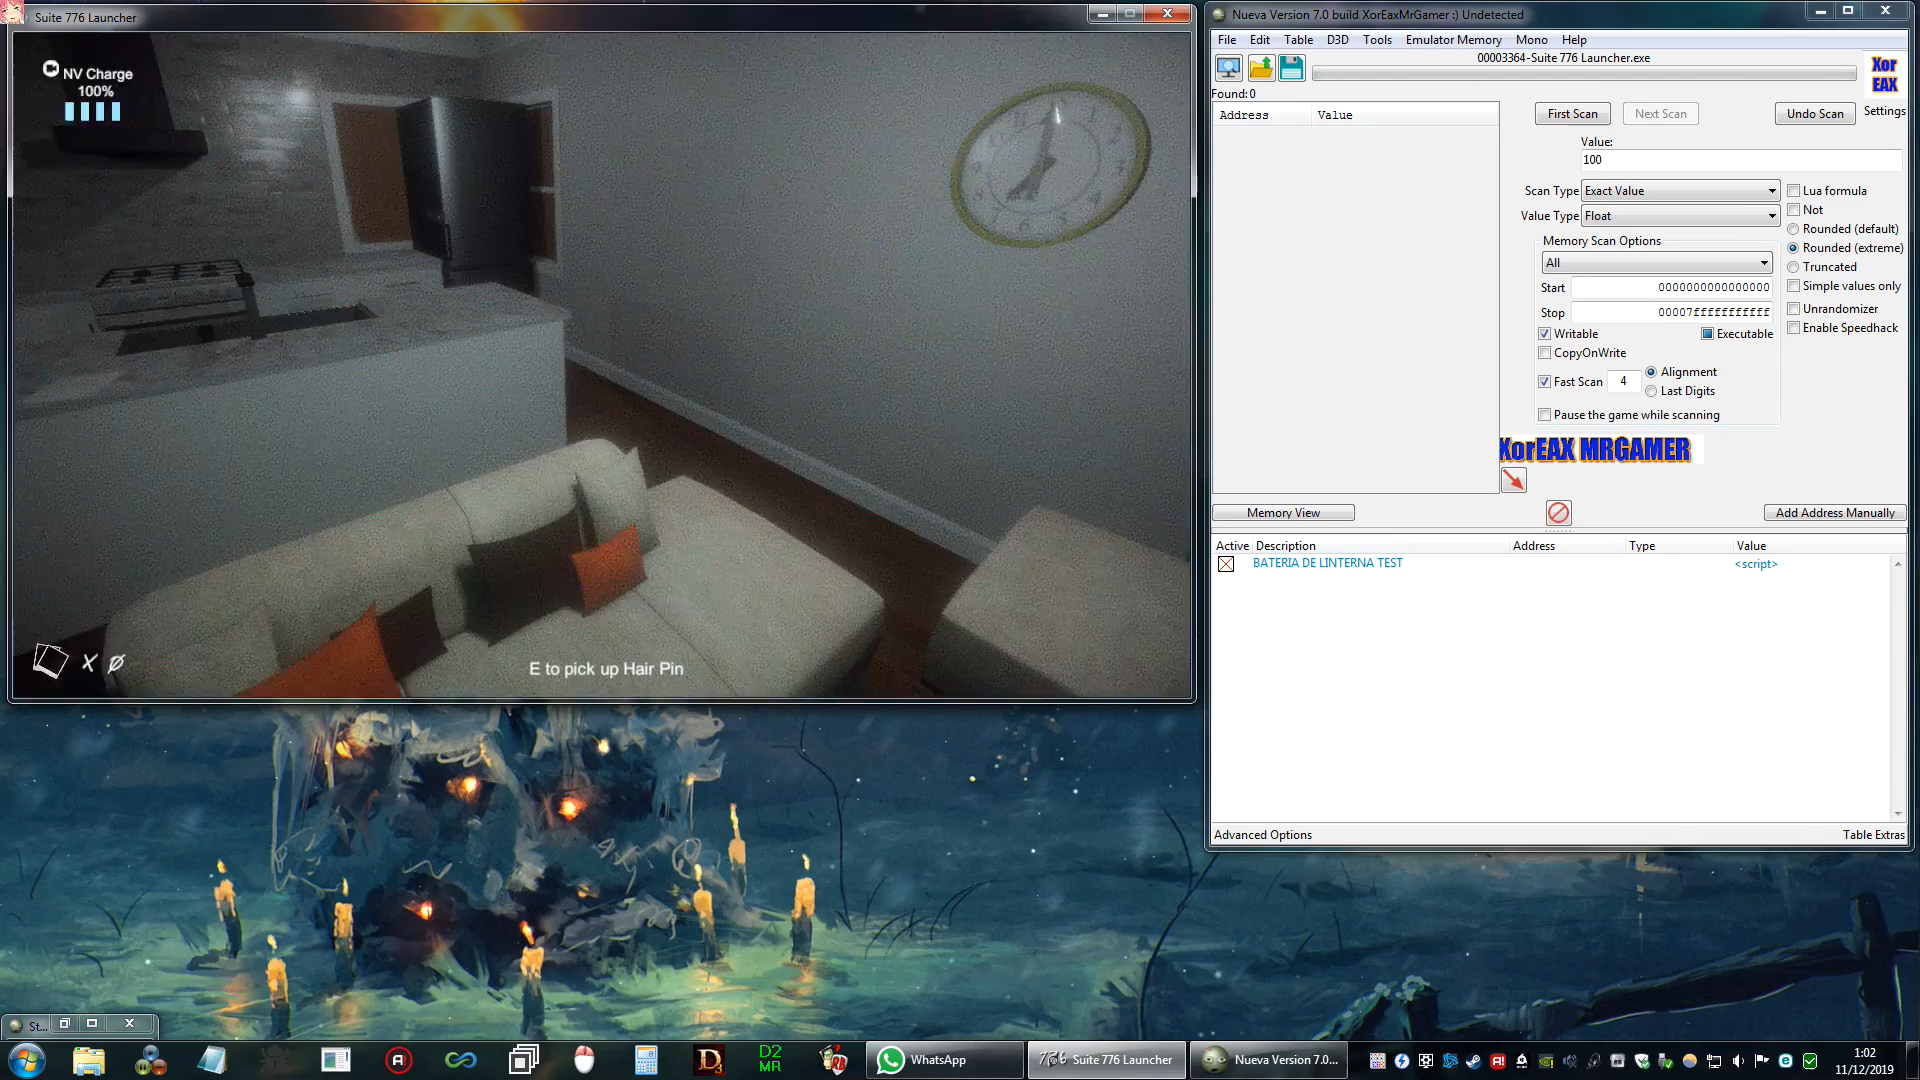 Suite 776 Launcher
NV Charge
100%
E to pick up Hair Pin
Nueva Version 7.0 build XorEaxMrGamer :) Undetected
File Edit Table D3D Tools Emulator Memory Mono Help
00003364-Suite 776 Launcher.exe
Xor
EAX
Found:0
Settings
Address Value
First Scan Next Scan Undo Scan
Value:
100
Scan Type Exact Value
Lua formula
Value Type Float
Not
Rounded (default)
Memory Scan Options
Rounded (extreme)
All
Truncated
Start 0000000000000000
Simple values only
Stop 00007fffffffffff
Unrandomizer
Writable Executable
Enable Speedhack
CopyOnWrite
Fast Scan 4 Alignment
Last Digits
Pause the game while scanning
XorEAX MRGAMER
Memory View Add Address Manually
Active Description Address Type Value
BATERIA DE LINTERNA TEST <script>
Advanced Options Table Extras
St...
D2
MR
WhatsApp
736 Suite 776 Launcher
Nueva Version 7.0...
1:02
11/12/2019